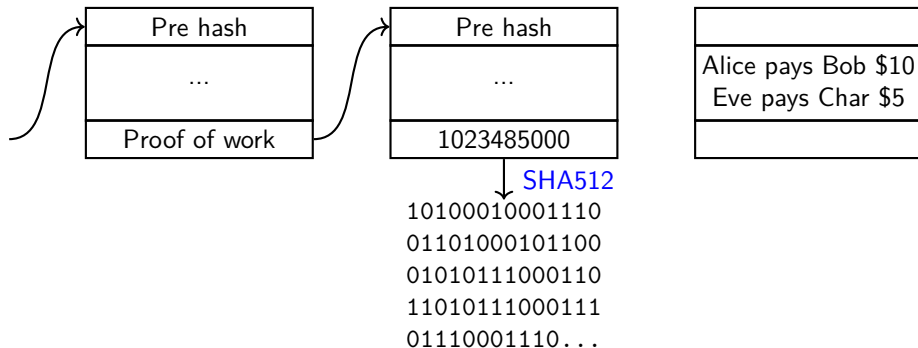 Pre hash
...
Proof of work
Pre hash
...
1023485000
SHA512
10100010001110
01101000101100
01010111000110
11010111000111
01110001110...
Alice pays Bob $10
Eve pays Char $5